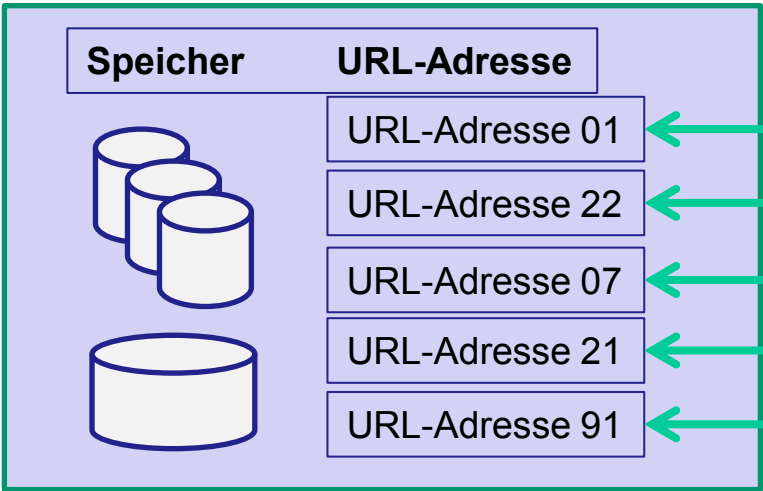 Speicher URL-Adresse
URL-Adresse 01
URL-Adresse 22
URL-Adresse 07
URL-Adresse 21
URL-Adresse 91